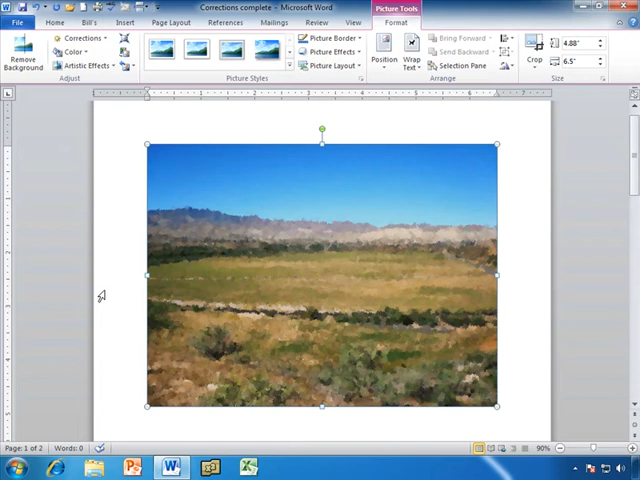 Corrections complete - Microsoft Word
Picture Tools
File
Home
Bill's
Insert
Page Layout
References
Mailings
Review
View
Format
Remove
Background
Corrections
Color
Artistic Effects
Adjust
Picture Border
Picture Effects
Picture Layout
Picture Styles
Position
Wrap
Text
Bring Forward
Send Backward
Selection Pane
Arrange
Crop
4.88"
6.5"
Size
Page: 1 of 2
Words: 0
90%